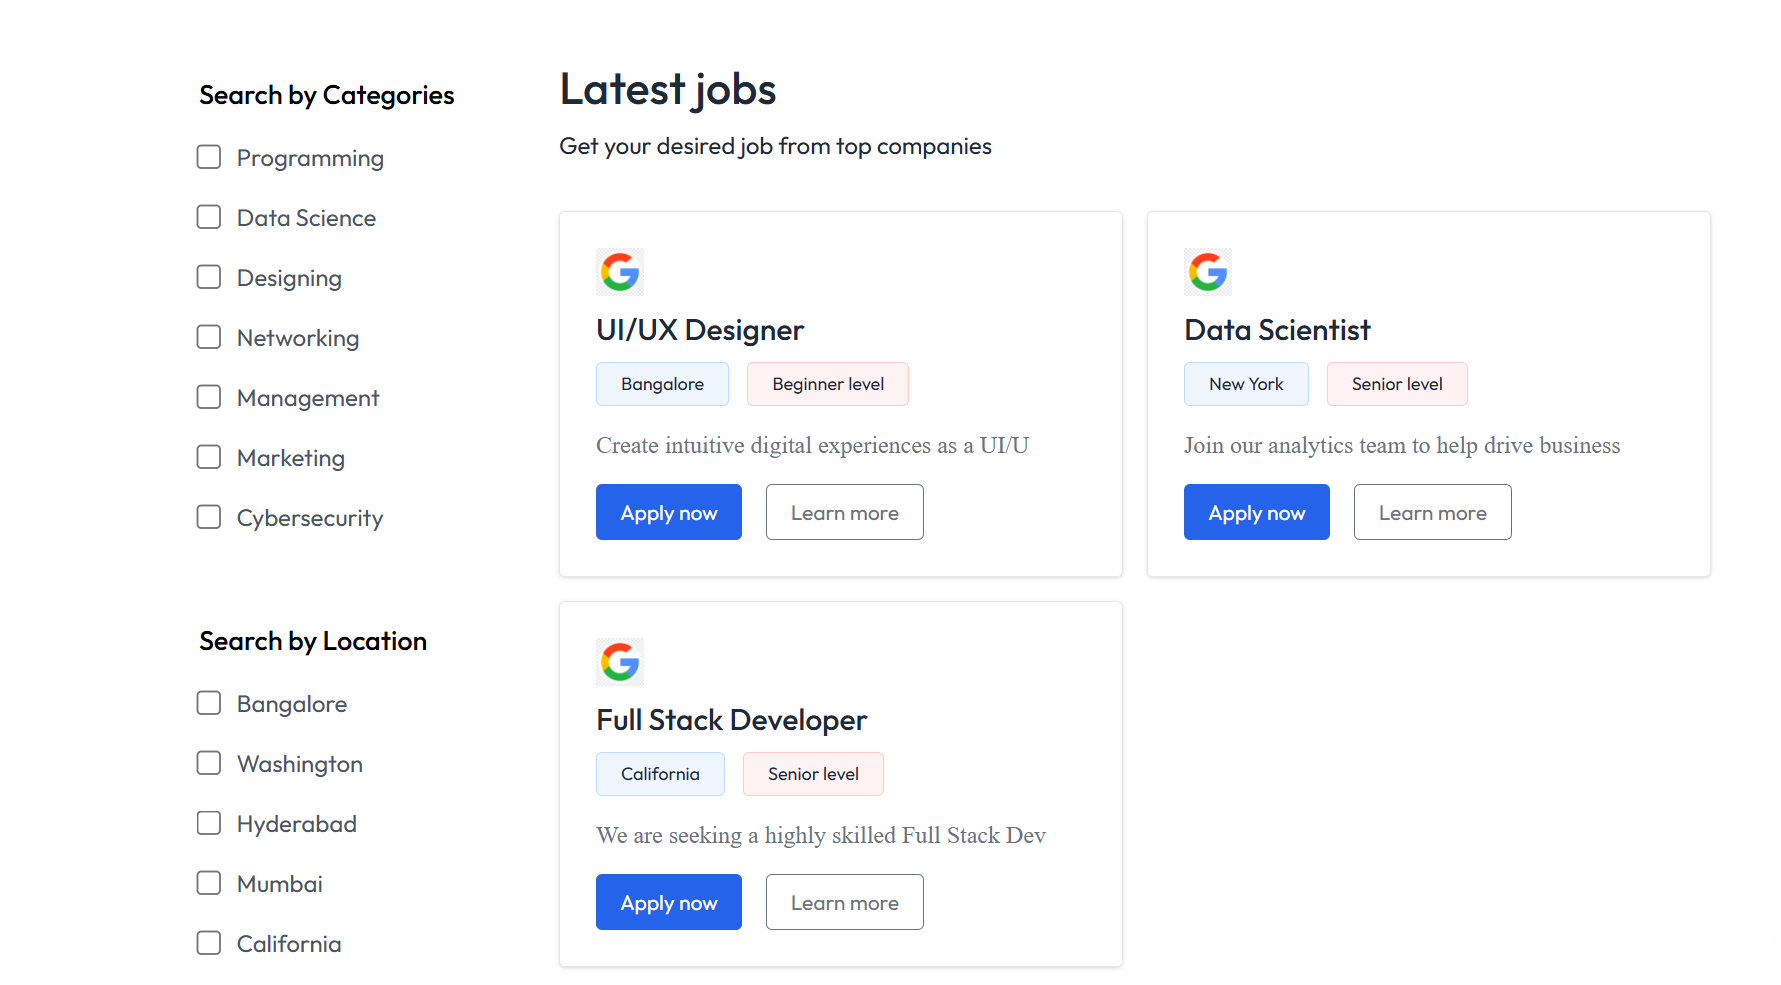 Search by Categories
Programming
Data Science
Designing
Networking
Management
Marketing
Cybersecurity
Search by Location
Bangalore
Washington
Hyderabad
Mumbai
California
Latest jobs
Get your desired job from top companies
UI/UX Designer
Bangalore
Beginner level
Create intuitive digital experiences as a UI/U
Apply now
Learn more
Data Scientist
New York
Senior level
Join our analytics team to help drive business
Apply now
Learn more
Full Stack Developer
California
Senior level
We are seeking a highly skilled Full Stack Dev
Apply now
Learn more